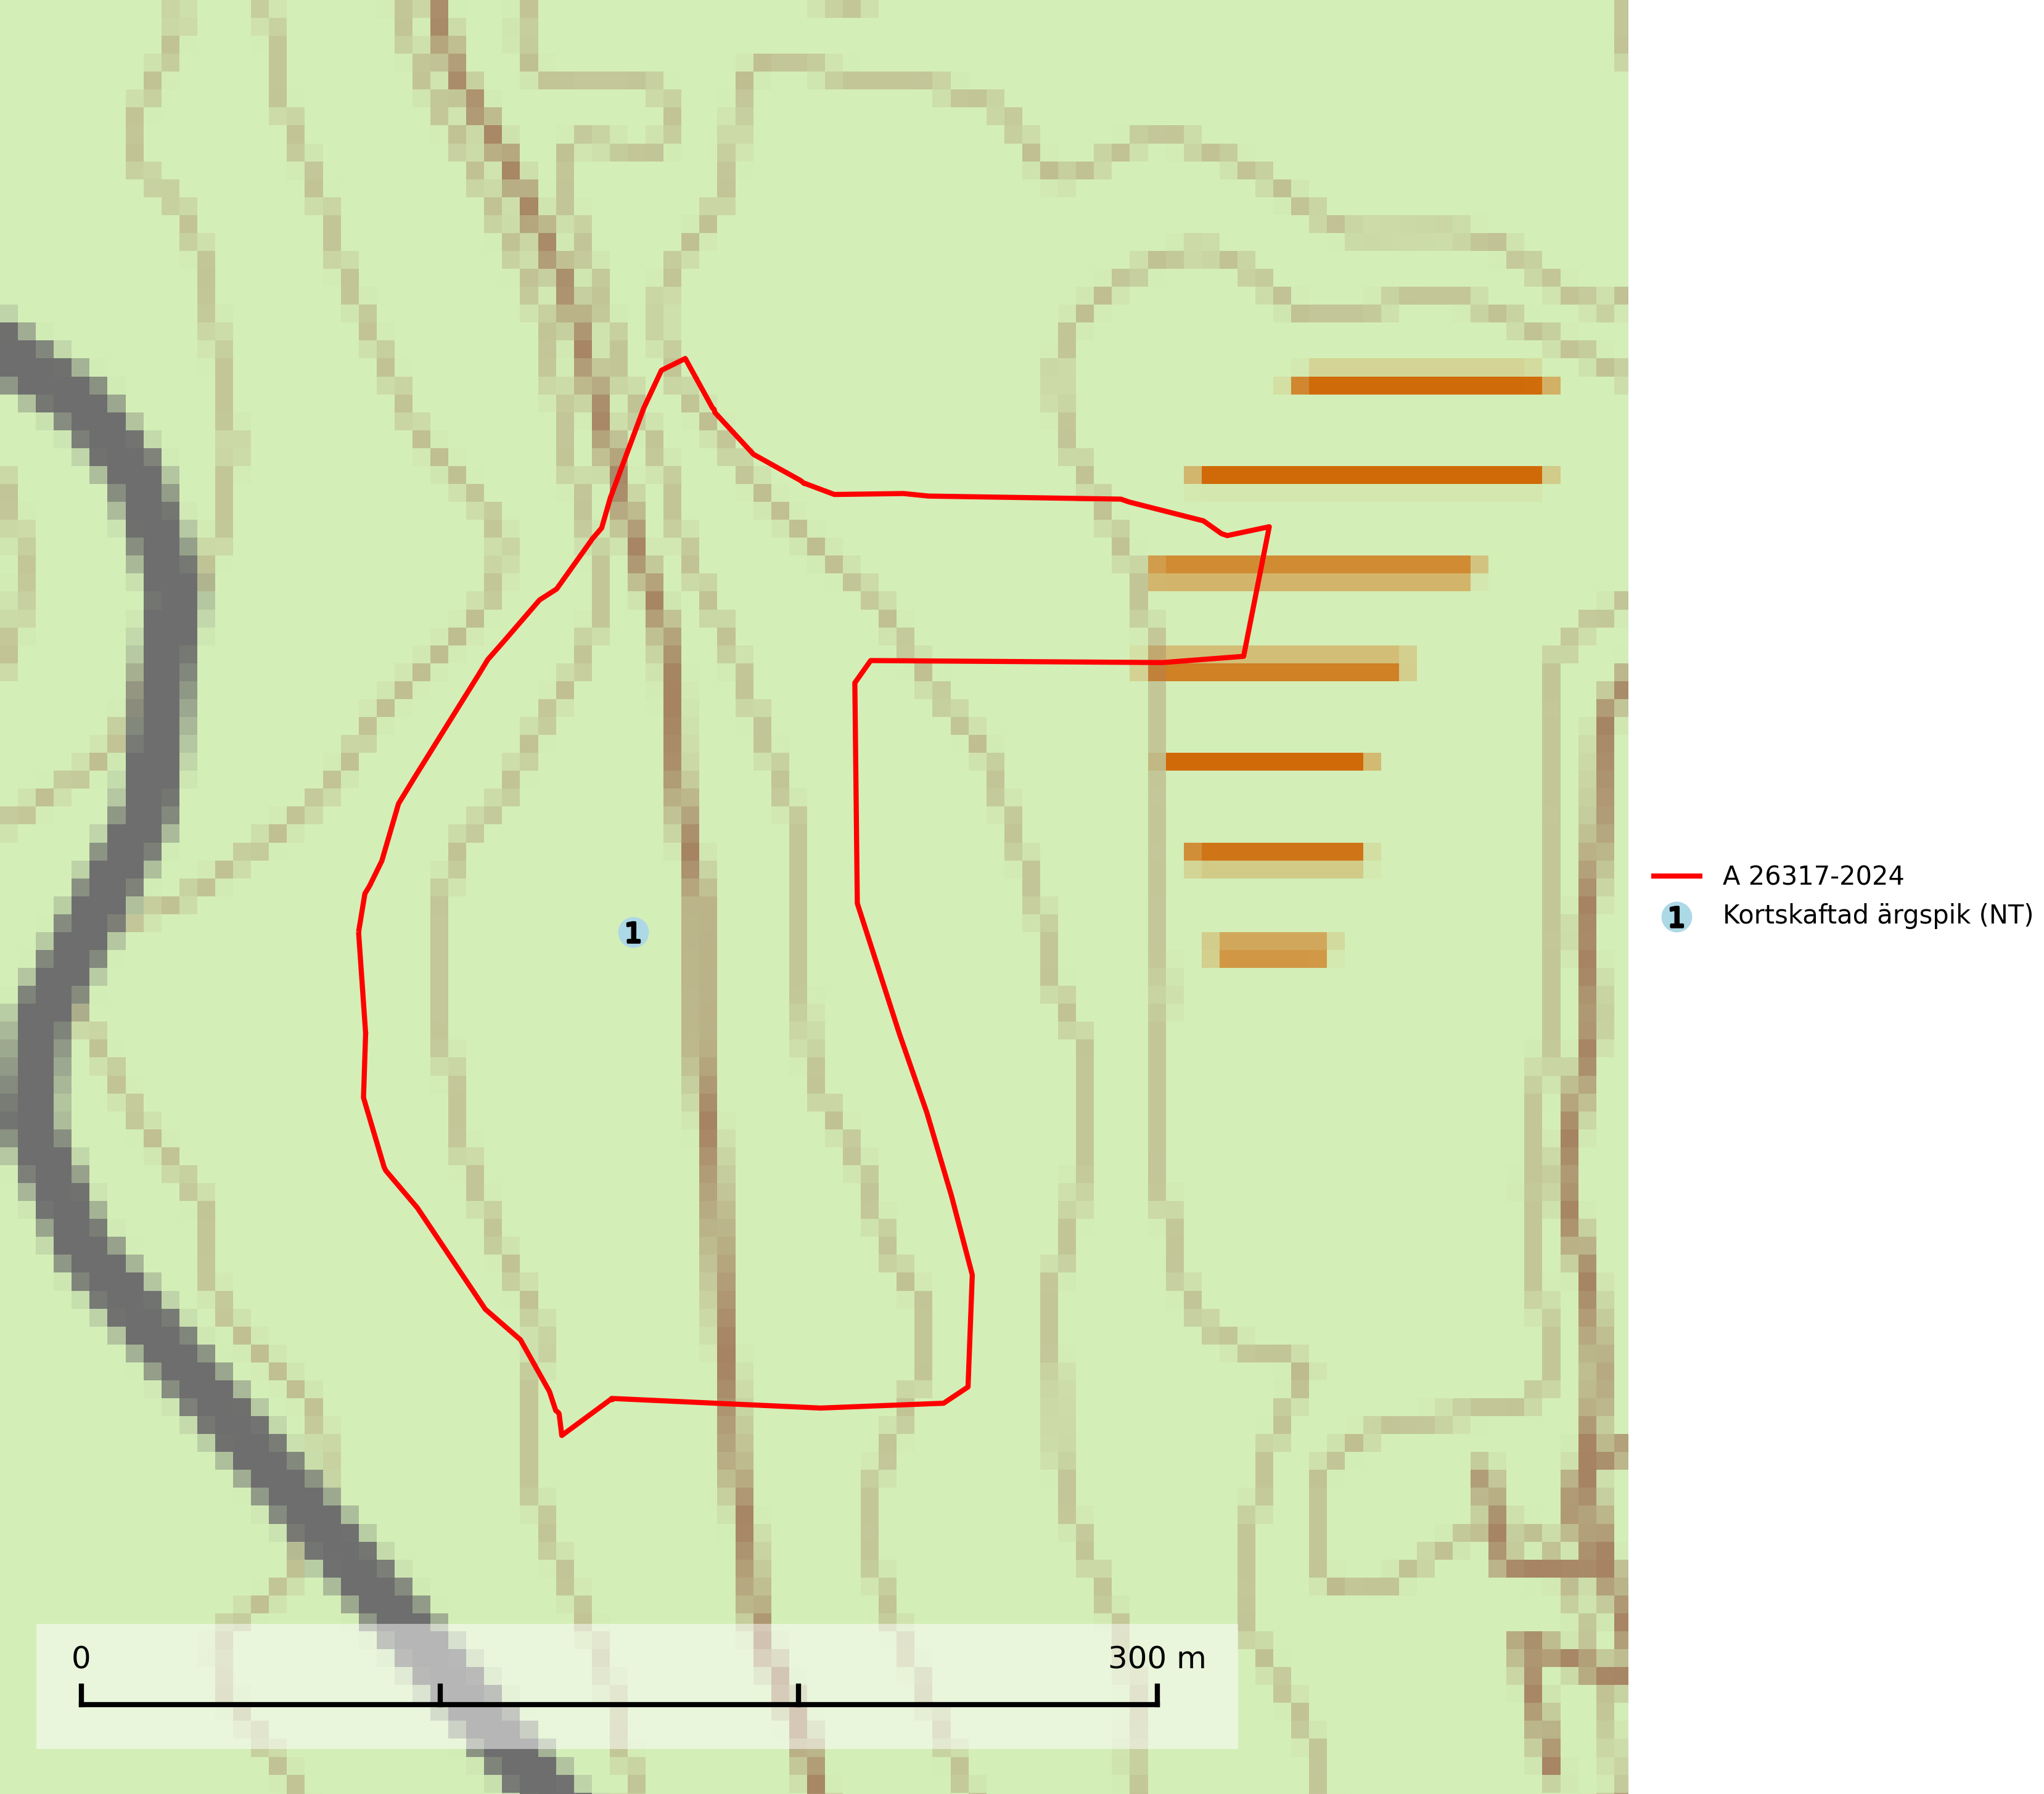 1
A 26317-2024
1 Kortskaftad ärgspik (NT)
0 300 m